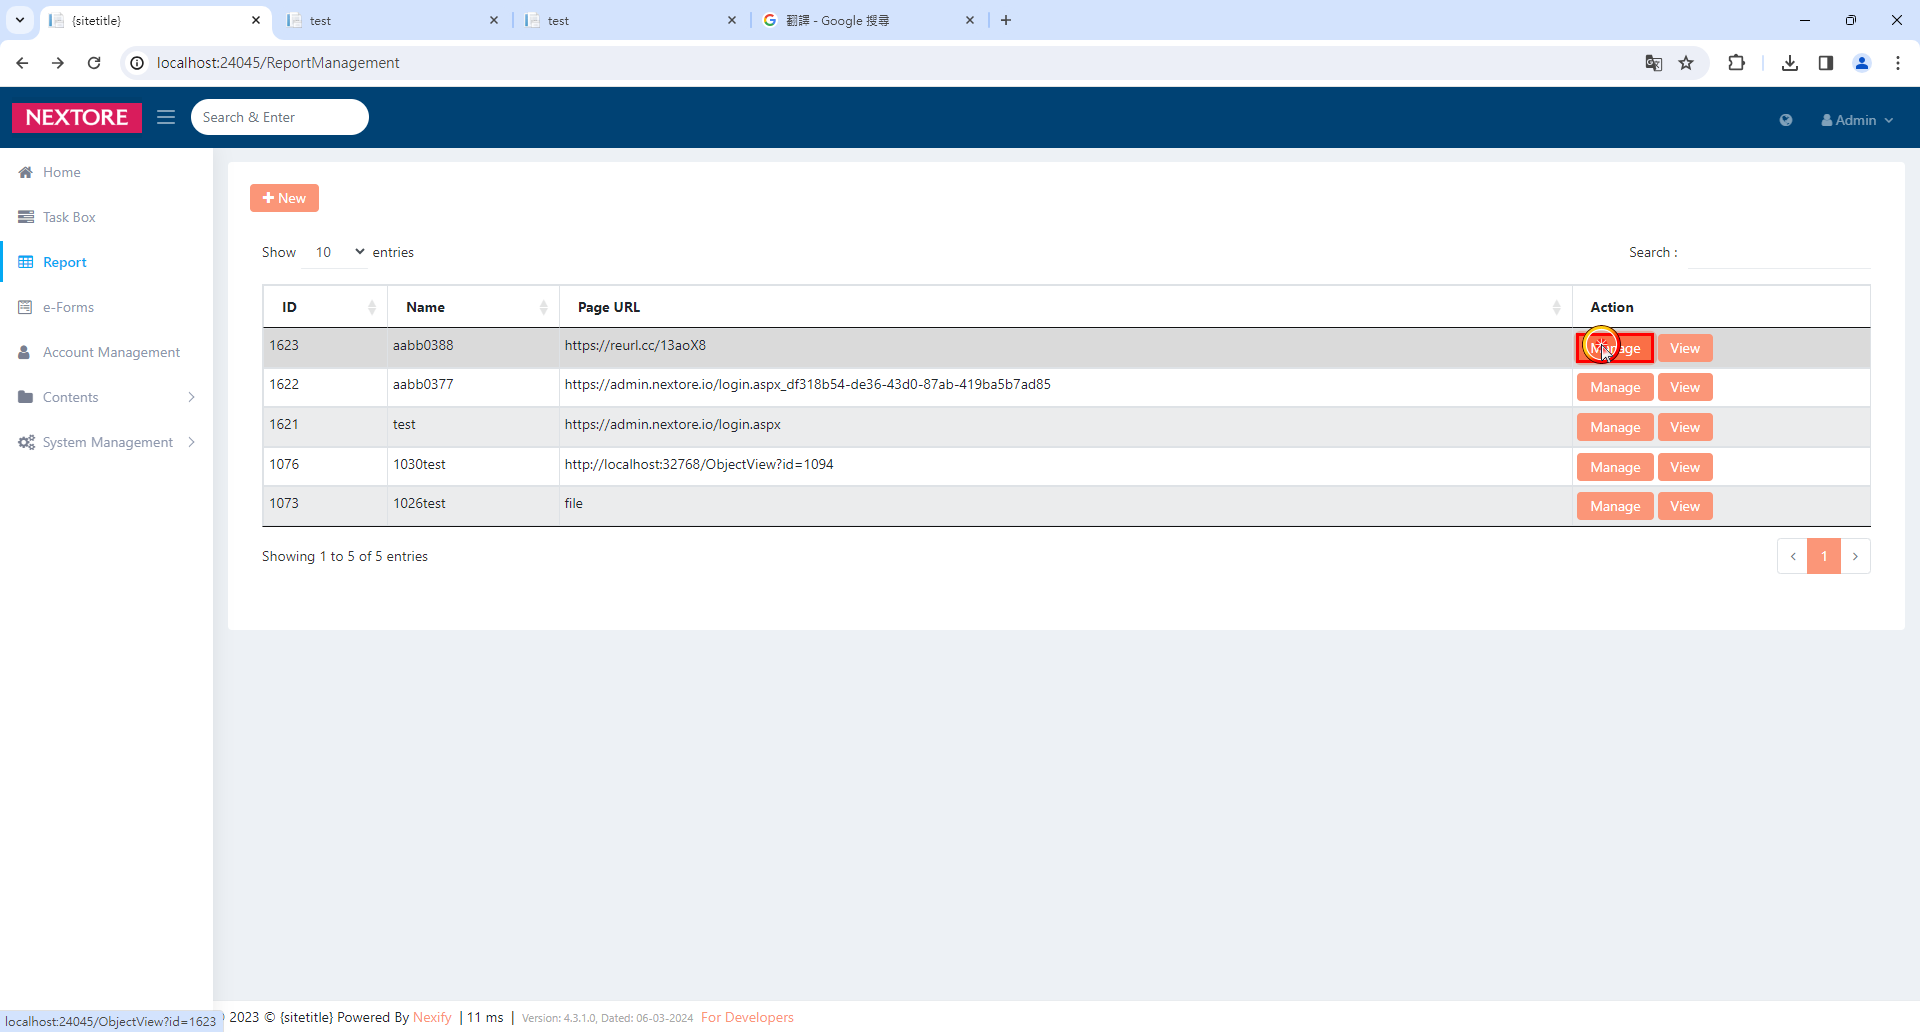 {sitetitle}
test
test
翻譯 - Google 搜尋
localhost:24045/ReportManagement
NEXTORE
Search & Enter
Admin
Home
Task Box
Report
e-Forms
Account Management
Contents
System Management
New
Show 10 entries
Search :
ID Name Page URL Action
1623 aabb0388 https://reurl.cc/13aoX8 Manage View
1622 aabb0377 https://admin.nextore.io/login.aspx_df318b54-de36-43d0-87ab-419ba5b7ad85 Manage View
1621 test https://admin.nextore.io/login.aspx Manage View
1076 1030test http://localhost:32768/ObjectView?id=1094 Manage View
1073 1026test file Manage View
Showing 1 to 5 of 5 entries
‹ 1 ›
localhost:24045/ObjectView?id=1623
2023 © {sitetitle} Powered By Nexify | 11 ms | Version: 4.3.1.0, Dated: 06-03-2024 For Developers